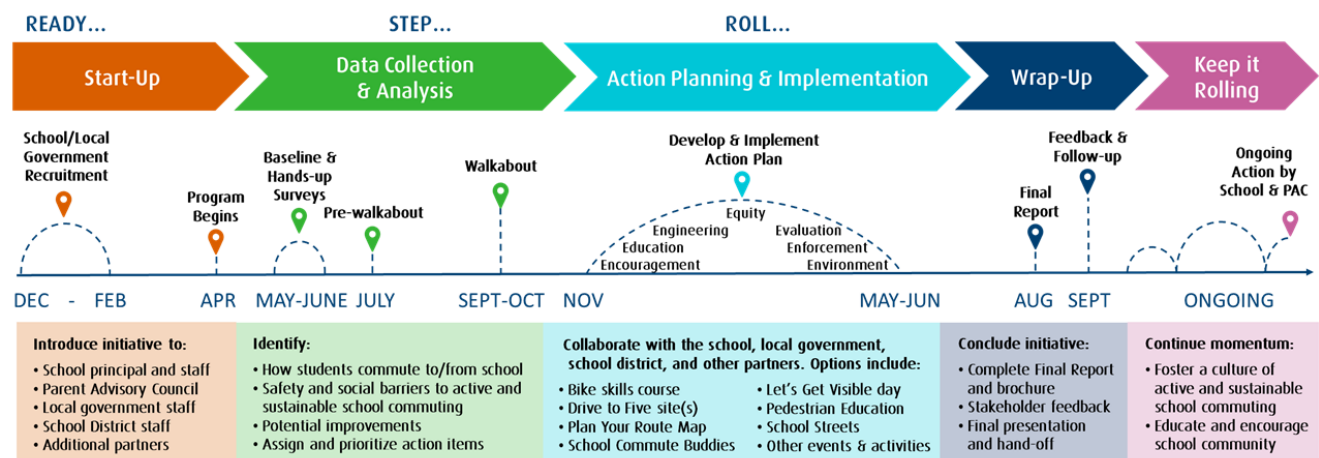 READY...
STEP...
ROLL...
Start-Up
Data Collection
& Analysis
Action Planning & Implementation
Wrap-Up
Keep it
Rolling
School/Local
Government
Recruitment
Program
Begins
Baseline &
Hands-up
Surveys
Pre-walkabout
Walkabout
Develop & Implement
Action Plan
Equity
Engineering
Evaluation
Education
Enforcement
Encouragement
Environment
Final
Report
Feedback &
Follow-up
Ongoing
Action by
School & PAC
DEC - FEB
APR
MAY-JUNE
JULY
SEPT-OCT
NOV
MAY-JUN
AUG
SEPT
ONGOING
Introduce initiative to:
• School principal and staff
• Parent Advisory Council
• Local government staff
• School District staff
• Additional partners
Identify:
• How students commute to/from school
• Safety and social barriers to active and
sustainable school commuting
• Potential improvements
• Assign and prioritize action items
Collaborate with the school, local government,
school district, and other partners. Options include:
• Bike skills course
• Drive to Five site(s)
• Plan Your Route Map
• School Commute Buddies
• Let's Get Visible day
• Pedestrian Education
• School Streets
• Other events & activities
Conclude initiative:
• Complete Final Report
and brochure
• Stakeholder feedback
• Final presentation
and hand-off
Continue momentum:
• Foster a culture of
active and sustainable
school commuting
• Educate and encourage
school community